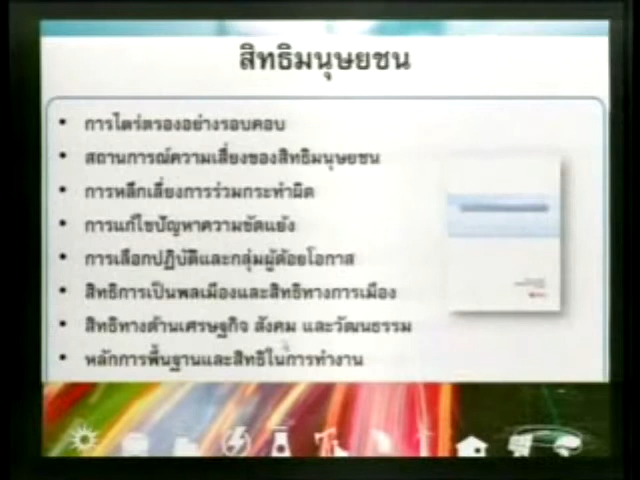 สิทธิมนุษยชน
• การไตร่ตรองอย่างรอบคอบ
• สถานการณ์ความเสี่ยงของสิทธิมนุษยชน
• การหลีกเลี่ยงการร่วมกระทำผิด
• การแก้ไขปัญหาความขัดแย้ง
• การเลือกปฏิบัติและกลุ่มผู้ด้อยโอกาส
• สิทธิการเป็นพลเมืองและสิทธิทางการเมือง
• สิทธิทางด้านเศรษฐกิจ สังคม และวัฒนธรรม
• หลักการพื้นฐานและสิทธิในการทำงาน